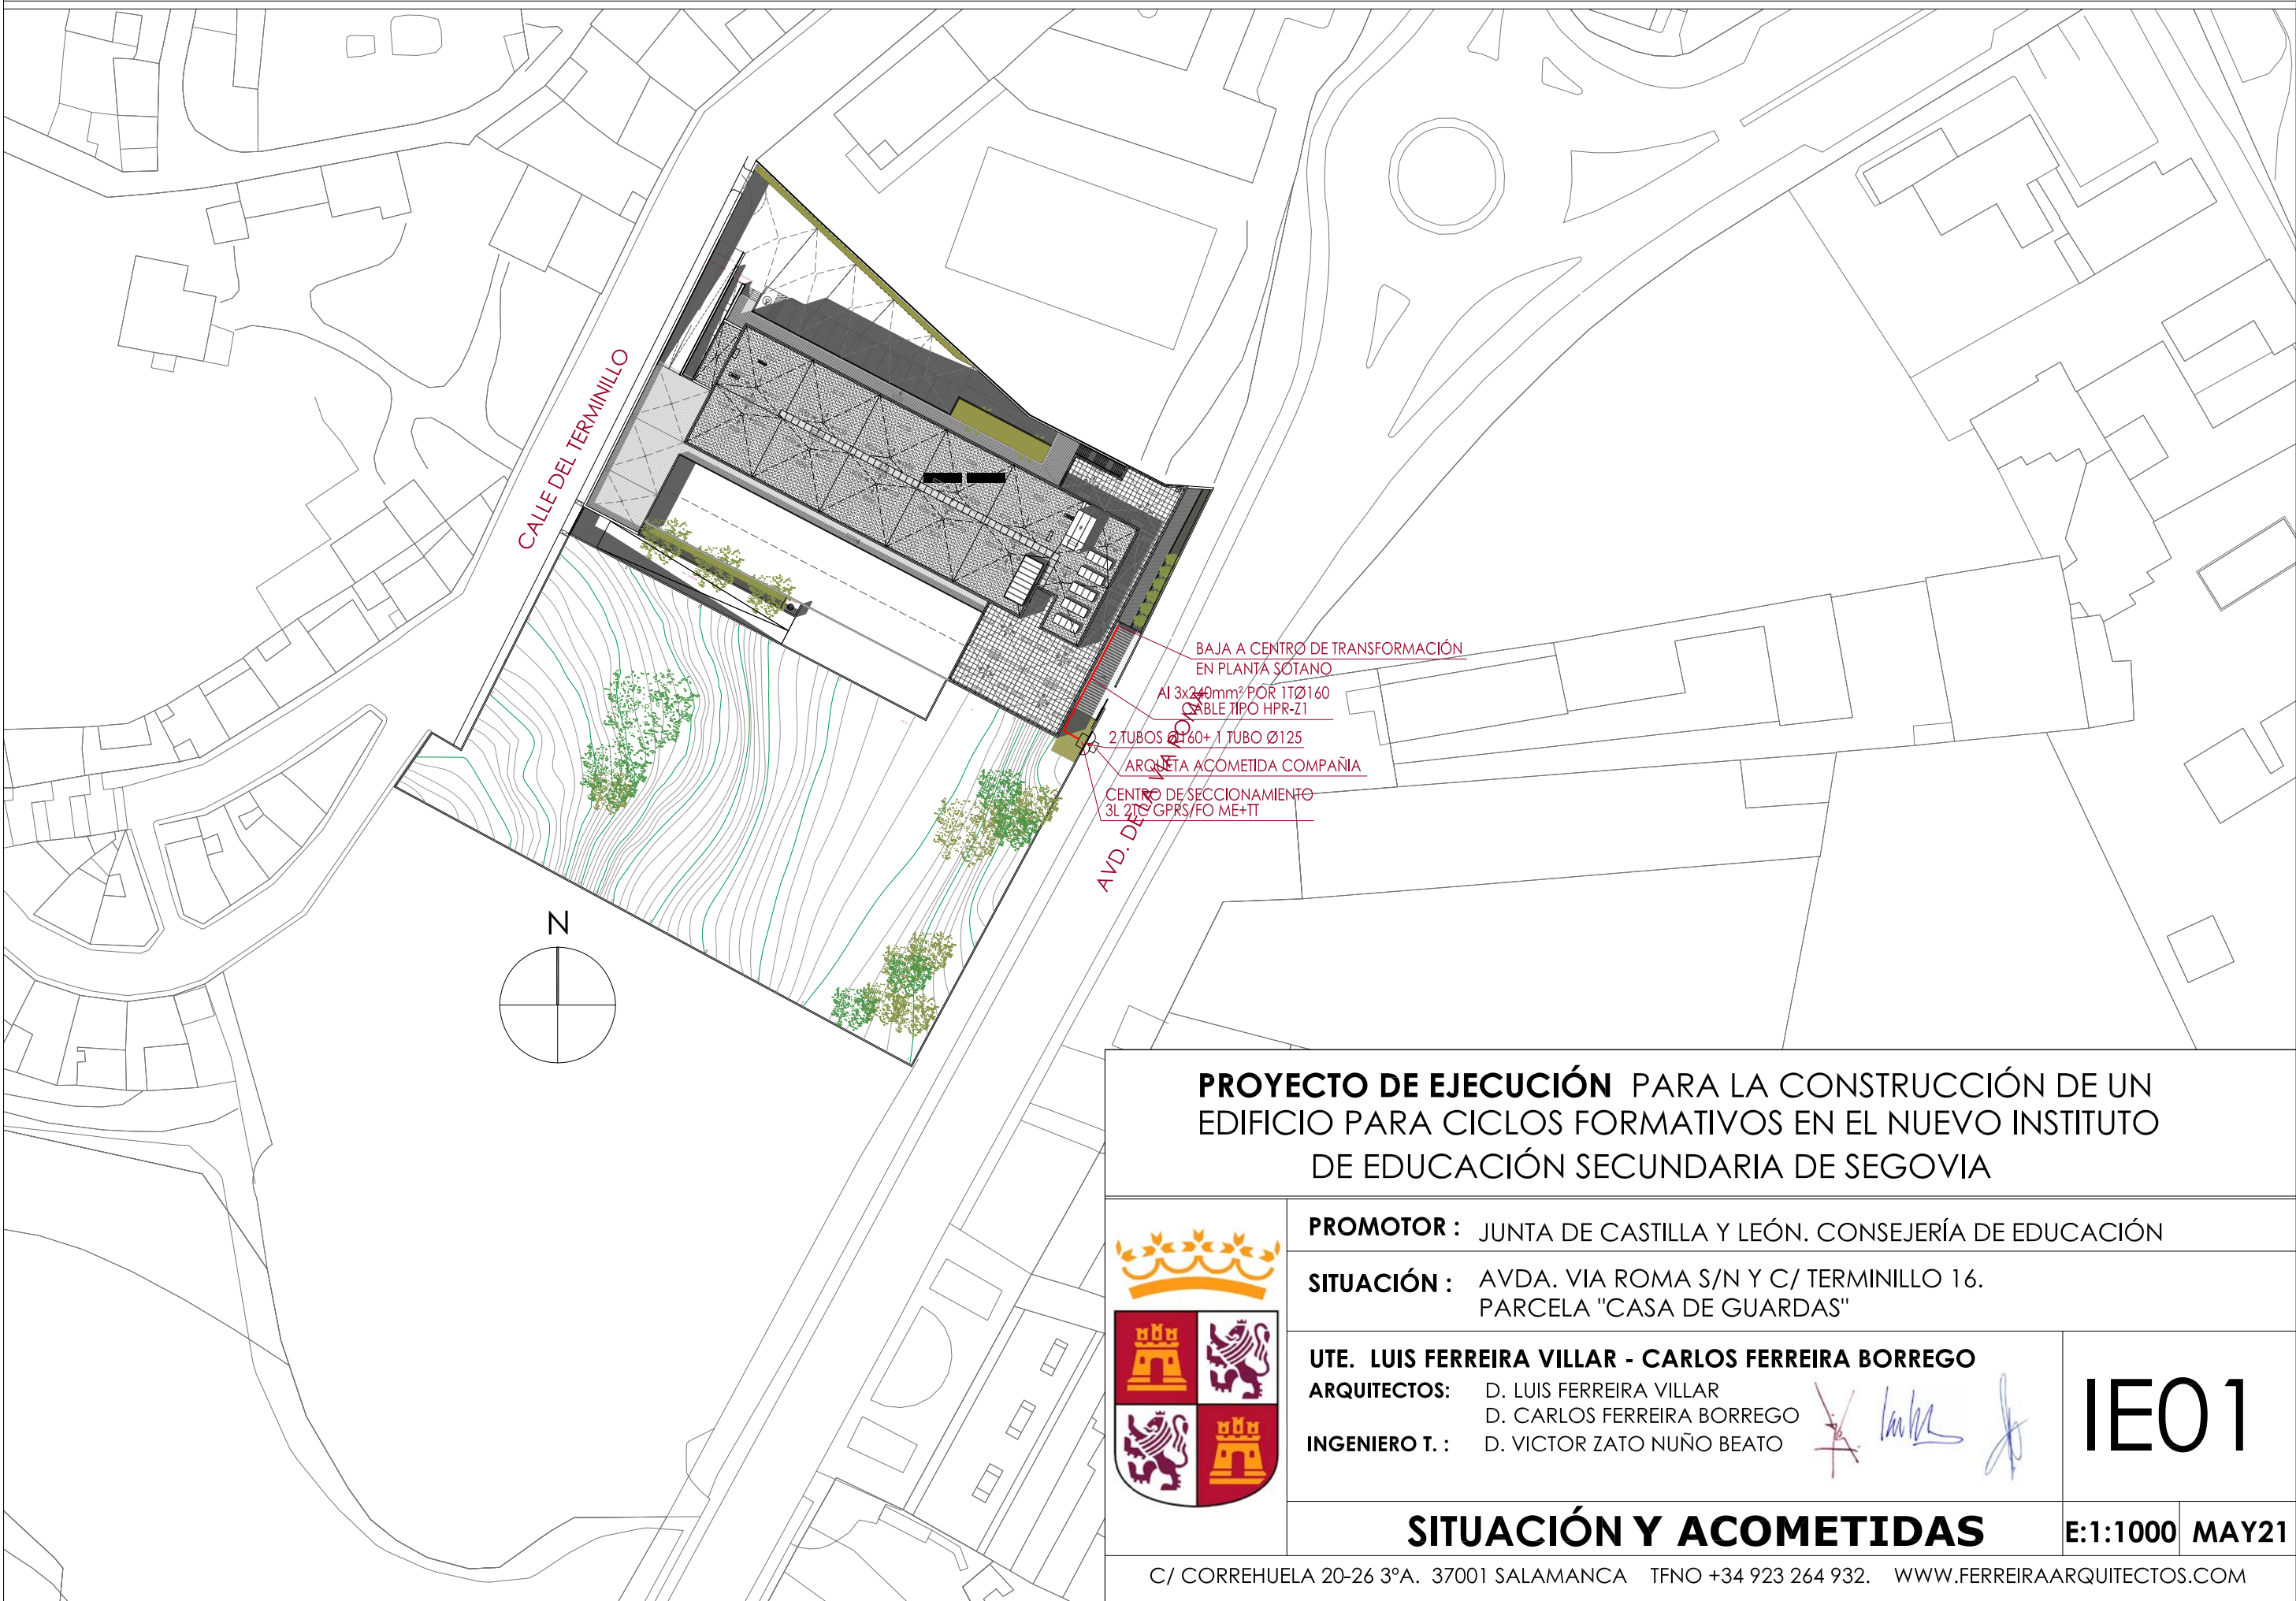 CALLE DEL TERMINILLO
BAJA A CENTRO DE TRANSFORMACIÓN
EN PLANTA SÓTANO
Al 3x240mm² POR 1TØ160
CABLE TIPO HPR-Z1
2 TUBOS Ø160+ 1 TUBO Ø125
ARQUETA ACOMETIDA COMPAÑIA
CENTRO DE SECCIONAMIENTO
3L 2TC GPRS/FO ME+TT
AVD. DE LA VIA ROMA
N
PROYECTO DE EJECUCIÓN PARA LA CONSTRUCCIÓN DE UN
EDIFICIO PARA CICLOS FORMATIVOS EN EL NUEVO INSTITUTO
DE EDUCACIÓN SECUNDARIA DE SEGOVIA
PROMOTOR : JUNTA DE CASTILLA Y LEÓN. CONSEJERÍA DE EDUCACIÓN
SITUACIÓN : AVDA. VIA ROMA S/N Y C/ TERMINILLO 16.
PARCELA "CASA DE GUARDAS"
UTE. LUIS FERREIRA VILLAR - CARLOS FERREIRA BORREGO
ARQUITECTOS: D. LUIS FERREIRA VILLAR
D. CARLOS FERREIRA BORREGO
INGENIERO T. : D. VICTOR ZATO NUÑO BEATO
IE01
SITUACIÓN Y ACOMETIDAS
E:1:1000 MAY21
C/ CORREHUELA 20-26 3ºA. 37001 SALAMANCA TFNO +34 923 264 932. WWW.FERREIRAARQUITECTOS.COM